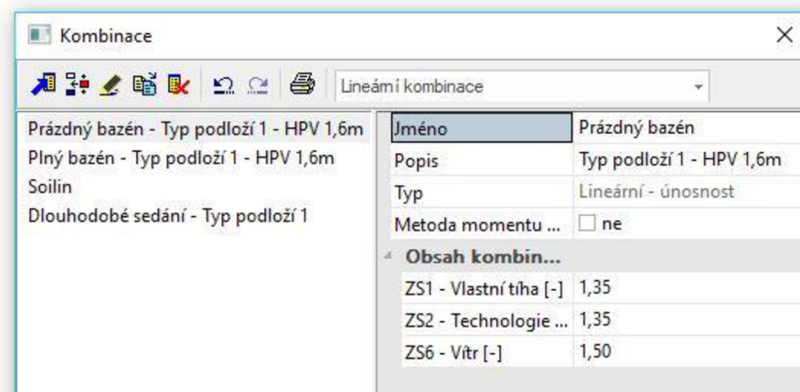 Kombinace
Lineární kombinace
Prázdný bazén - Typ podloží 1 - HPV 1,6m
Plný bazén - Typ podloží 1 - HPV 1,6m
Soilin
Dlouhodobé sedání - Typ podloží 1
Jméno Prázdný bazén
Popis Typ podloží 1 - HPV 1,6m
Typ Lineární - únosnost
Metoda momentu ... ne
Obsah kombin...
ZS1 - Vlastní tíha [-] 1,35
ZS2 - Technologie ... 1,35
ZS6 - Vítr [-] 1,50